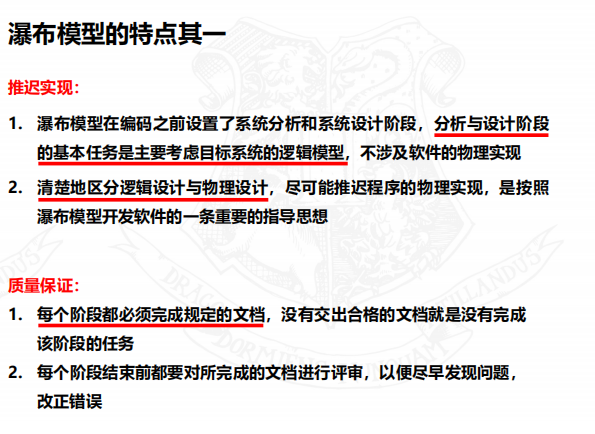 瀑布模型的特点其一
推迟实现：
1. 瀑布模型在编码之前设置了系统分析和系统设计阶段，分析与设计阶段
的基本任务是主要考虑目标系统的逻辑模型，不涉及软件的物理实现
2. 清楚地区分逻辑设计与物理设计，尽可能推迟程序的物理实现，是按照
瀑布模型开发软件的一条重要的指导思想
质量保证：
1. 每个阶段都必须完成规定的文档，没有交出合格的文档就是没有完成
该阶段的任务
2. 每个阶段结束前都要对所完成的文档进行评审，以便尽早发现问题，
改正错误